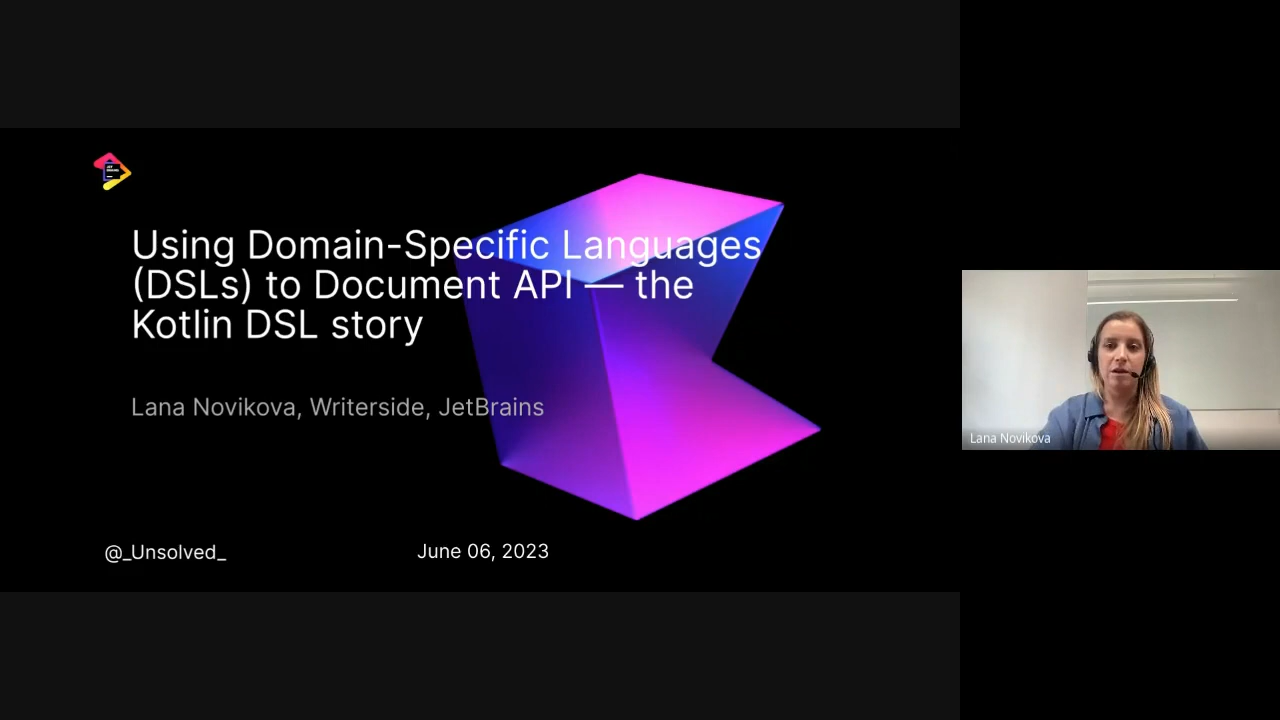 Using Domain-Specific Languages
(DSLs) to Document API — the
Kotlin DSL story
Lana Novikova, Writerside, JetBrains
@_Unsolved_
June 06, 2023
Lana Novikova